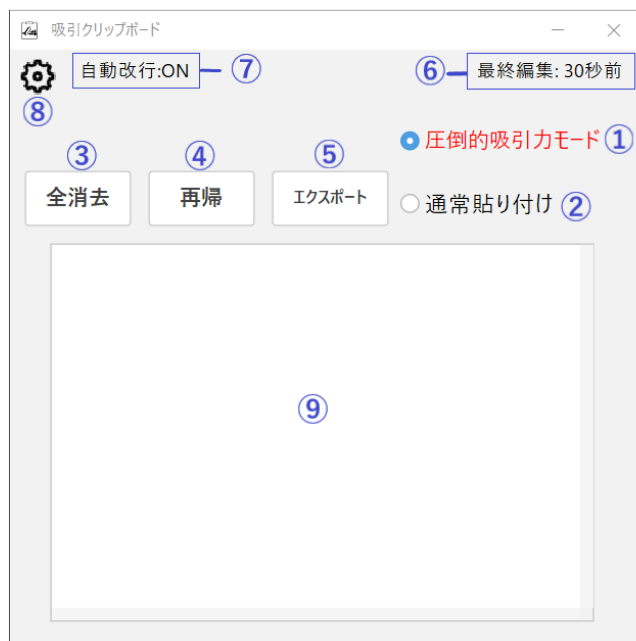 吸引クリップボード
自動改行:ON ⑦
⑥ 最終編集: 30秒前
⑧
圧倒的吸引力モード ①
③ ④ ⑤
全消去 再帰 エクスポート
通常貼り付け ②
⑨